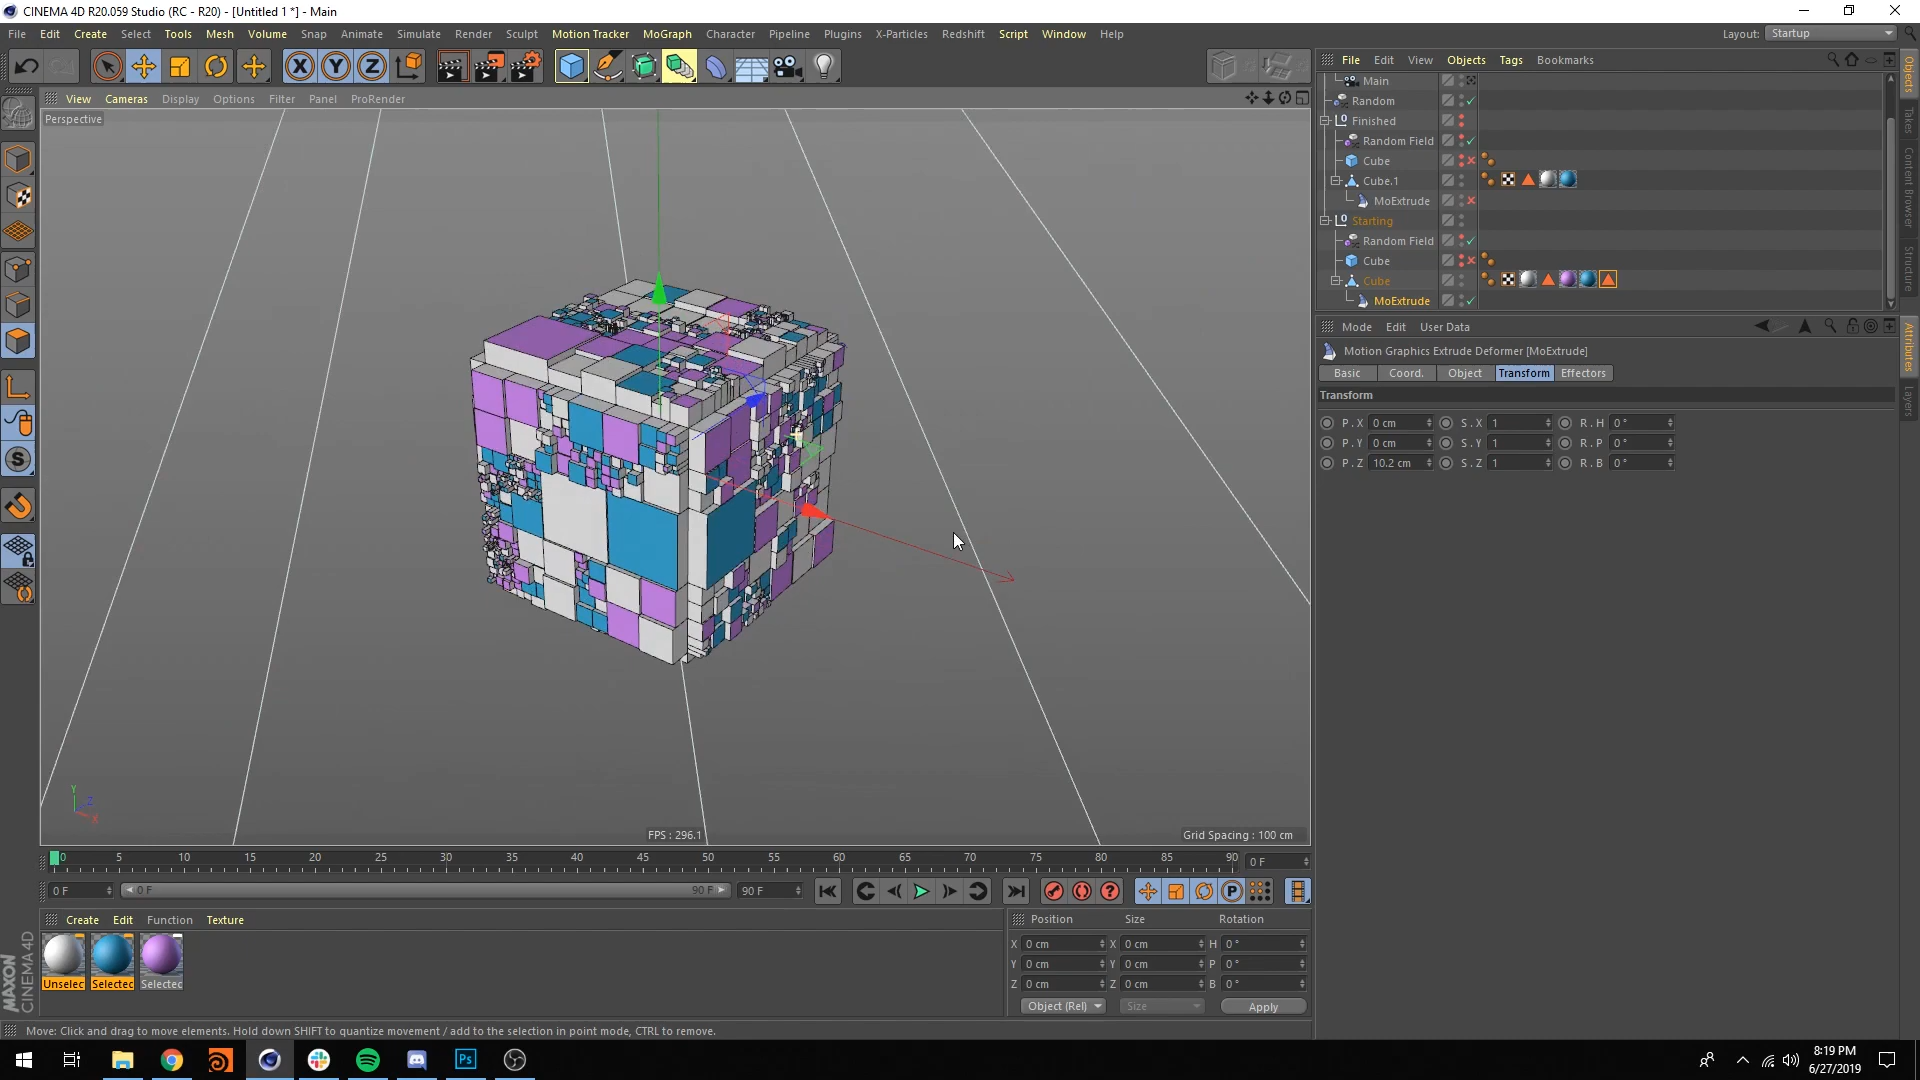 CINEMA 4D R20.059 Studio (RC - R20) - [Untitled 1 *] - Main
File Edit Create Select Tools Mesh Volume Snap Animate Simulate Render Sculpt Motion Tracker MoGraph Character Pipeline Plugins X-Particles Redshift Script Window Help Layout: Startup
File Edit View Objects Tags Bookmarks
View Cameras Display Options Filter Panel ProRender
Perspective
Main
Random
Finished
Random Field
Cube
Cube.1
MoExtrude
Starting
Random Field
Cube
Cube
MoExtrude
Objects
Takes
Content Browser
Structure
Mode Edit User Data
Motion Graphics Extrude Deformer [MoExtrude]
Basic Coord. Object Transform Effectors
Transform
P . X 0 cm S . X 1 R . H 0 °
P . Y 0 cm S . Y 1 R . P 0 °
P . Z 10.2 cm S . Z 1 R . B 0 °
Attributes
Layers
Y
Z
X
FPS : 296.1
Grid Spacing : 100 cm
0 5 10 15 20 25 30 35 40 45 50 55 60 65 70 75 80 85 90 0 F
0 F 0 F 90 F 90 F
Create Edit Function Texture
Unselec Selectec Selectec
Position Size Rotation
X 0 cm X 0 cm H 0 °
Y 0 cm Y 0 cm P 0 °
Z 0 cm Z 0 cm B 0 °
Object (Rel) Size Apply
MAXON
CINEMA 4D
Move: Click and drag to move elements. Hold down SHIFT to quantize movement / add to the selection in point mode, CTRL to remove.
Ps
8:19 PM
6/27/2019